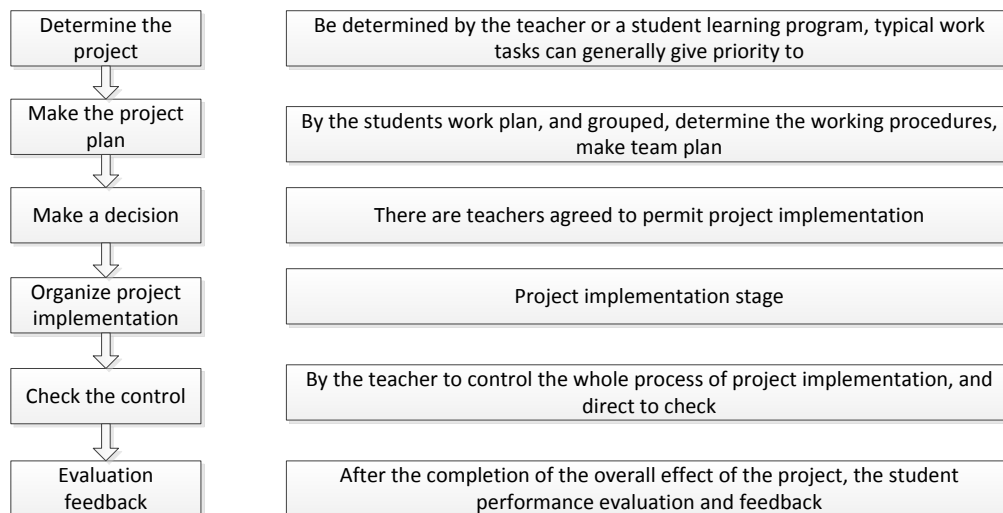 Determine the
project
Be determined by the teacher or a student learning program, typical work
tasks can generally give priority to
Make the project
plan
By the students work plan, and grouped, determine the working procedures,
make team plan
Make a decision
There are teachers agreed to permit project implementation
Organize project
implementation
Project implementation stage
Check the control
By the teacher to control the whole process of project implementation, and
direct to check
Evaluation
feedback
After the completion of the overall effect of the project, the student
performance evaluation and feedback